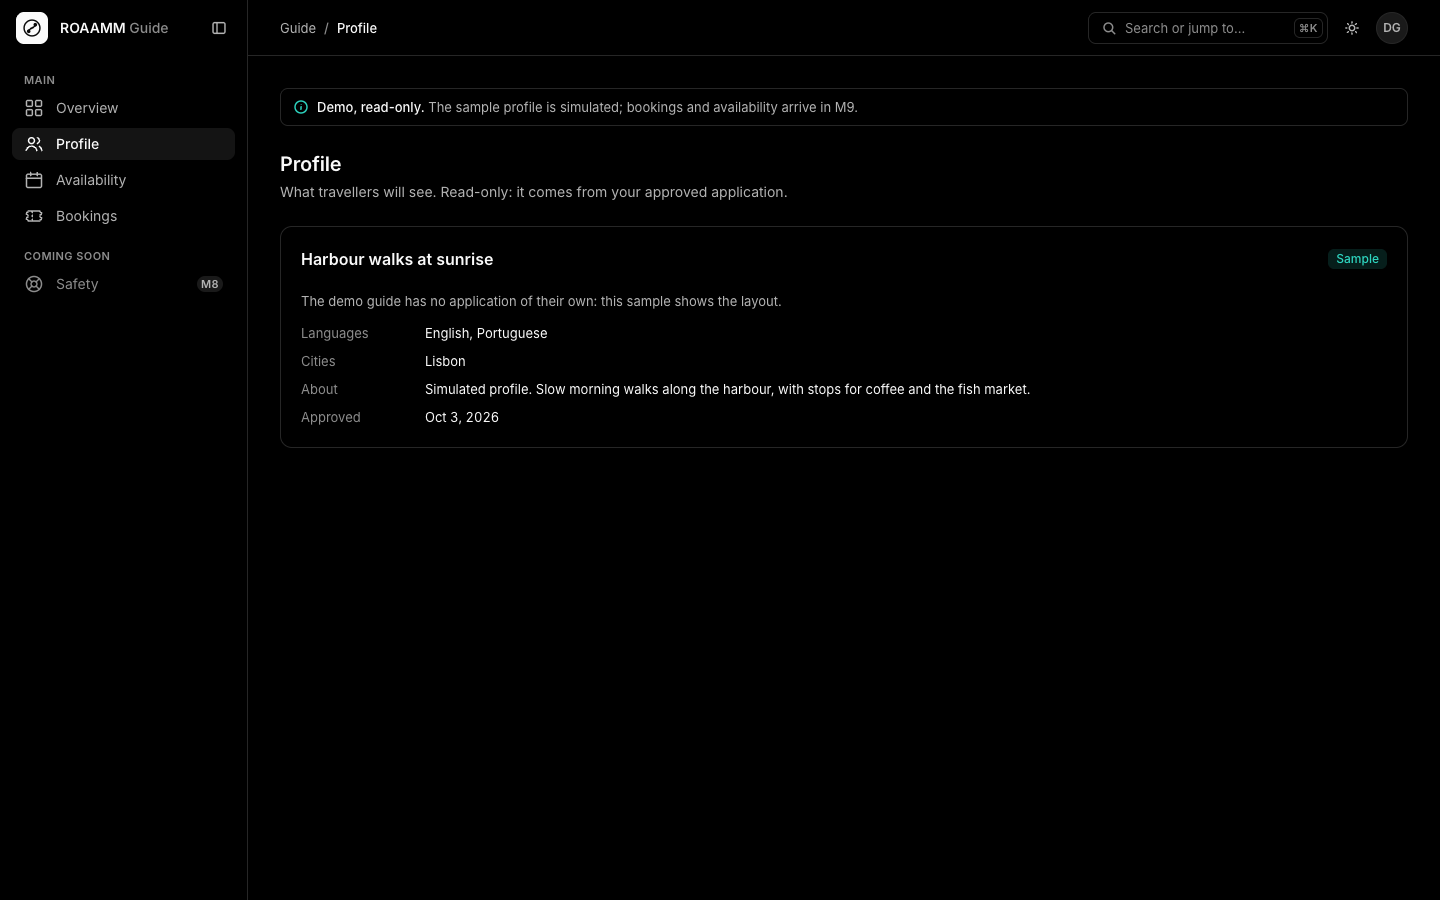 ROAAMM Guide
MAIN
Overview
Profile
Availability
Bookings
COMING SOON
Safety M8
Guide / Profile
Search or jump to... ⌘K
DG
Demo, read-only. The sample profile is simulated; bookings and availability arrive in M9.
Profile
What travellers will see. Read-only: it comes from your approved application.
Harbour walks at sunrise Sample
The demo guide has no application of their own: this sample shows the layout.
Languages English, Portuguese
Cities Lisbon
About Simulated profile. Slow morning walks along the harbour, with stops for coffee and the fish market.
Approved Oct 3, 2026